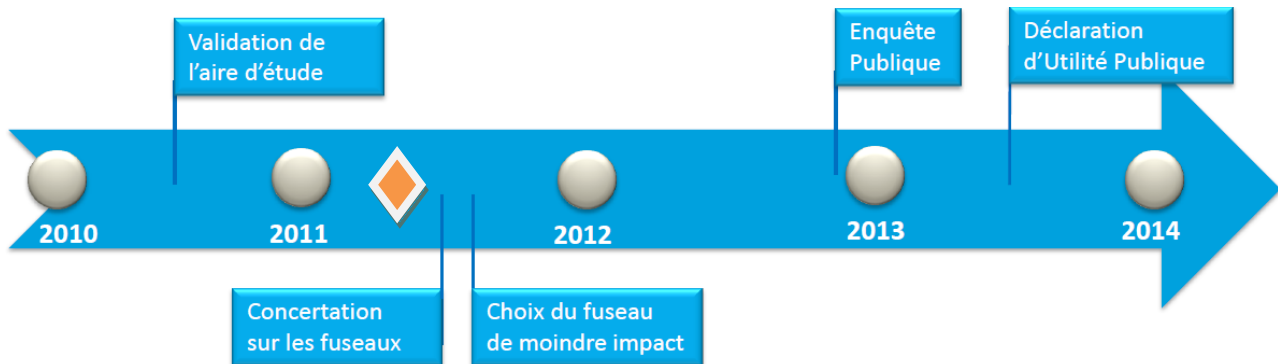 Validation de
l'aire d'étude
Enquête
Publique
Déclaration
d'Utilité Publique
2010
2011
2012
2013
2014
Concertation
sur les fuseaux
Choix du fuseau
de moindre impact